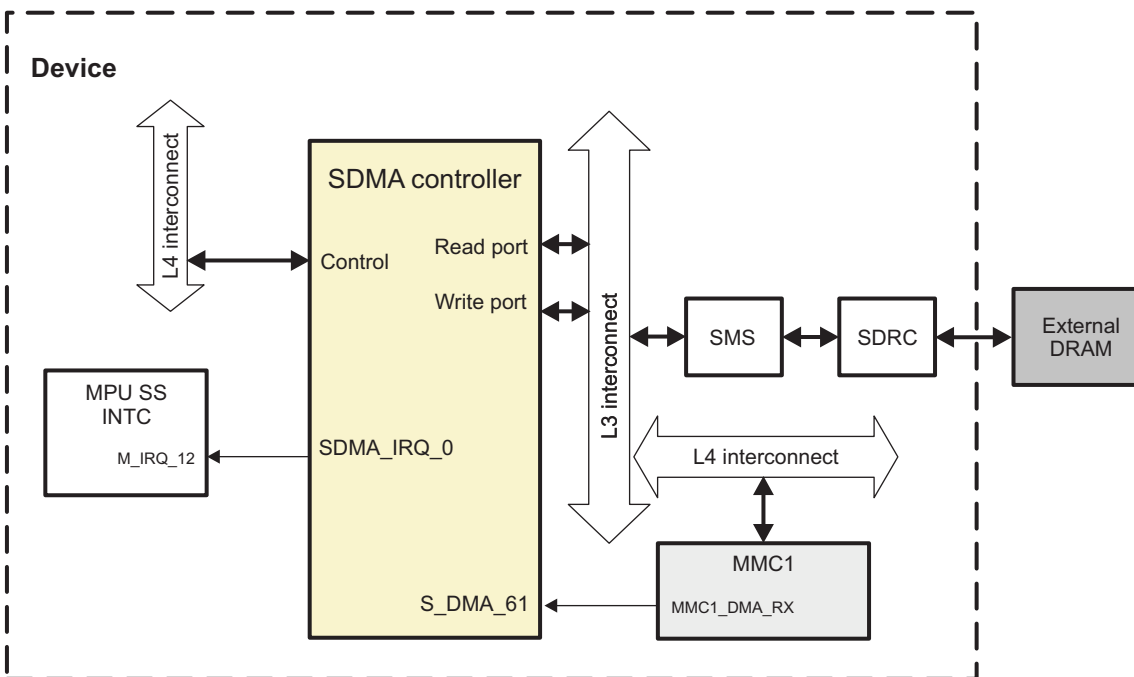 Device
L4 interconnect
SDMA controller
Control
Read port
Write port
L3 interconnect
SMS
SDRC
External
DRAM
MPU SS
INTC
M_IRQ_12
SDMA_IRQ_0
L4 interconnect
MMC1
S_DMA_61
MMC1_DMA_RX